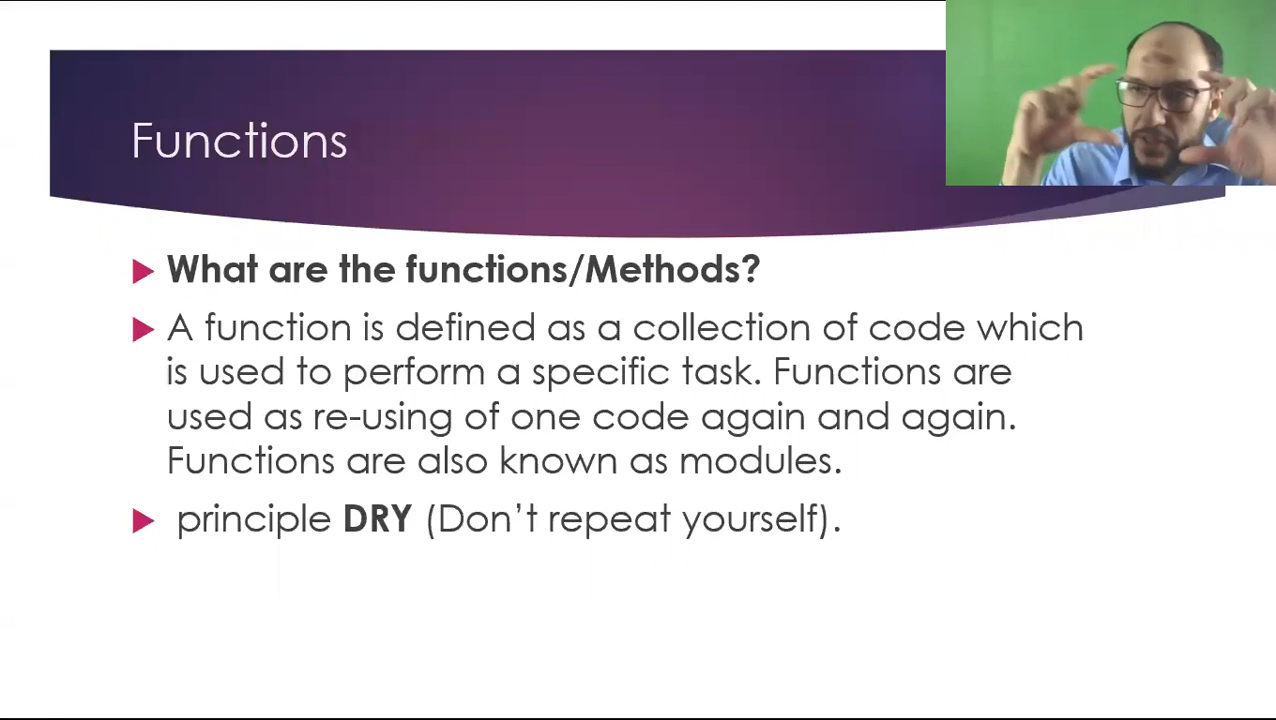 Functions
What are the functions/Methods?
A function is defined as a collection of code which
is used to perform a specific task. Functions are
used as re-using of one code again and again.
Functions are also known as modules.
principle DRY (Don’t repeat yourself).